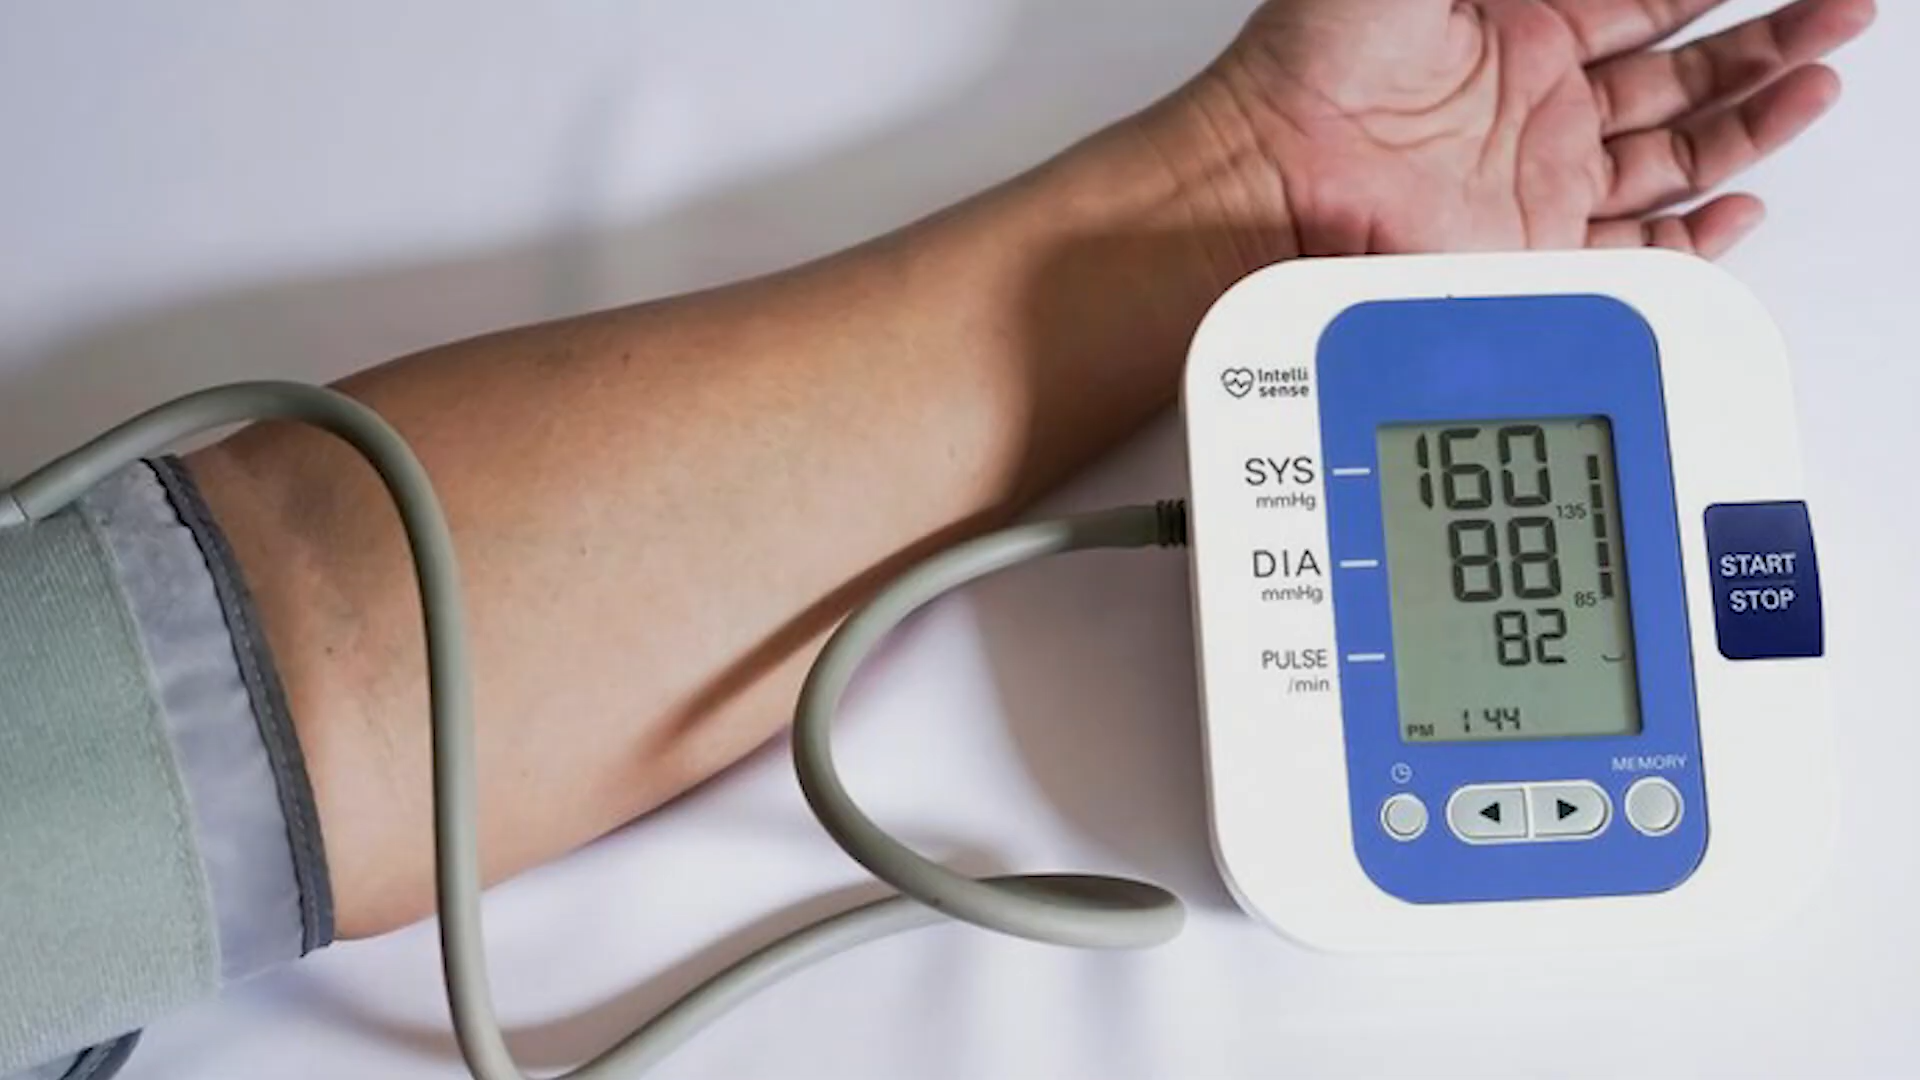 Intelli
sense
SYS
mmHg
160
135
DIA
mmHg
88
85
PULSE
/min
82
PM 1 44
START
STOP
MEMORY